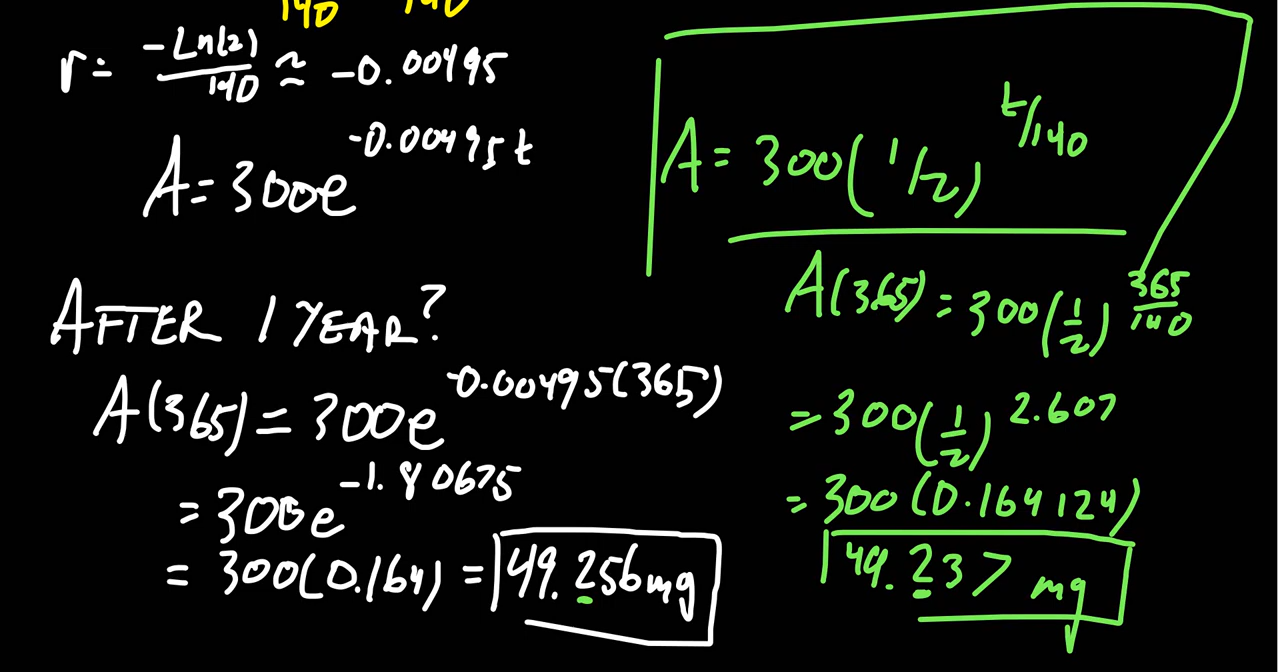 140 140
r = -Ln(2)/140 ≈ -0.00495
A = 300e^-0.00495t
AFTER 1 YEAR?
A(365) = 300e^-0.00495(365)
= 300e^-1.80675
= 300(0.164) = 49.256mg
A = 300(1/2)^t/140
A(365) = 300(1/2)^365/140
= 300(1/2)^2.607
= 300(0.164124)
49.237 mg